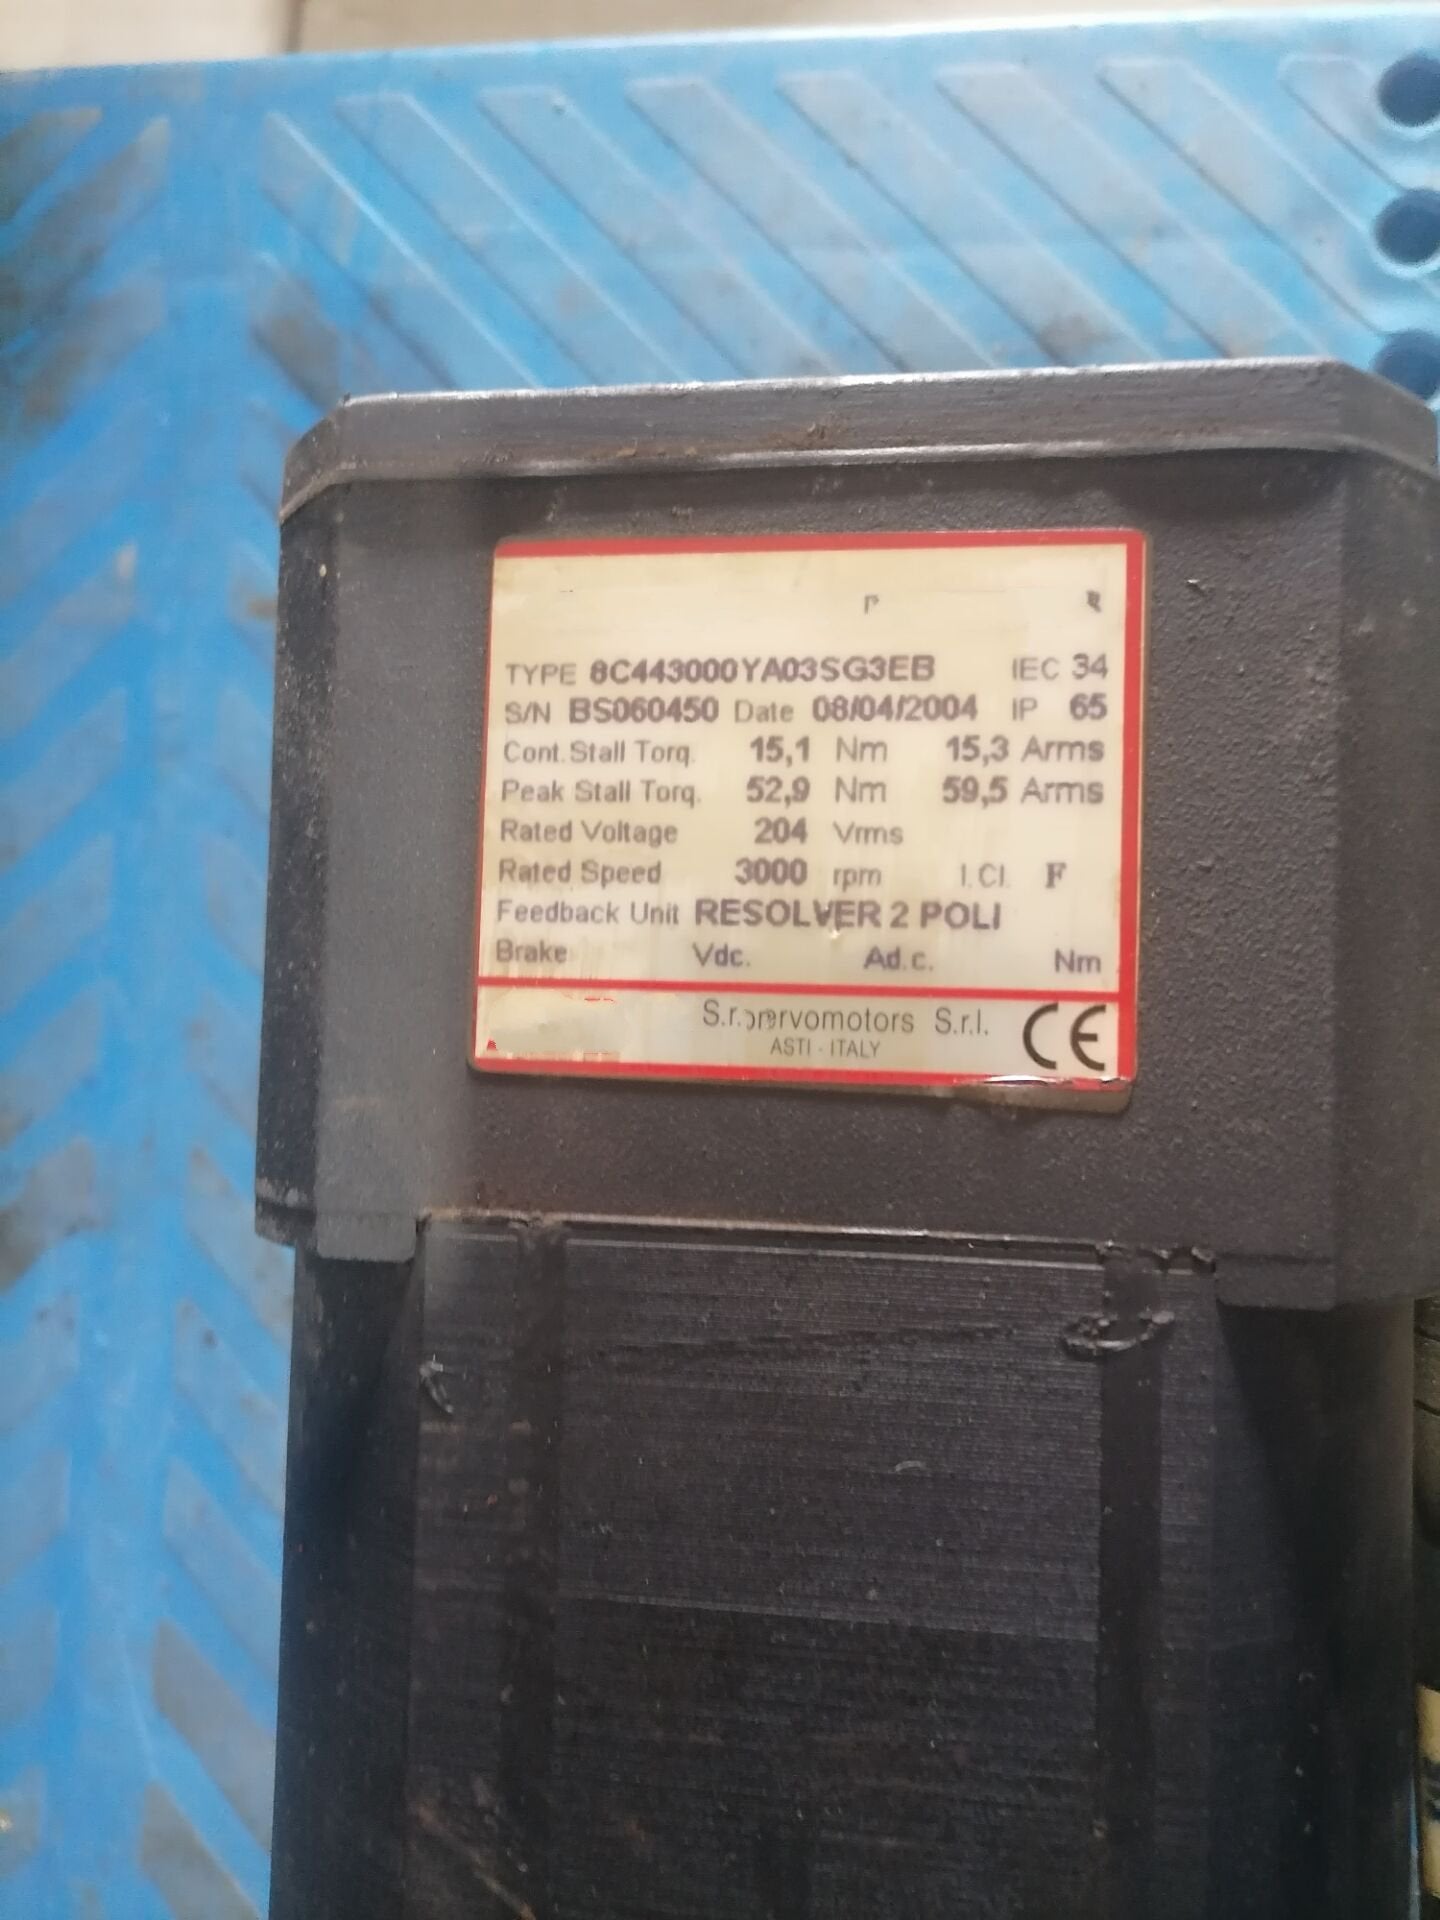 TYPE 8C443000YA03SG3EB IEC 34
S/N BS060450 Date 08/04/2004 IP 65
Cont. Stall Torq. 15,1 Nm 15,3 Arms
Peak Stall Torq. 52,9 Nm 59,5 Arms
Rated Voltage 204 Vrms
Rated Speed 3000 rpm I.Cl. F
Feedback Unit RESOLVER 2 POLI
Brake Vdc. Ad.c. Nm
S.r.l. CE
ASTI - ITALY